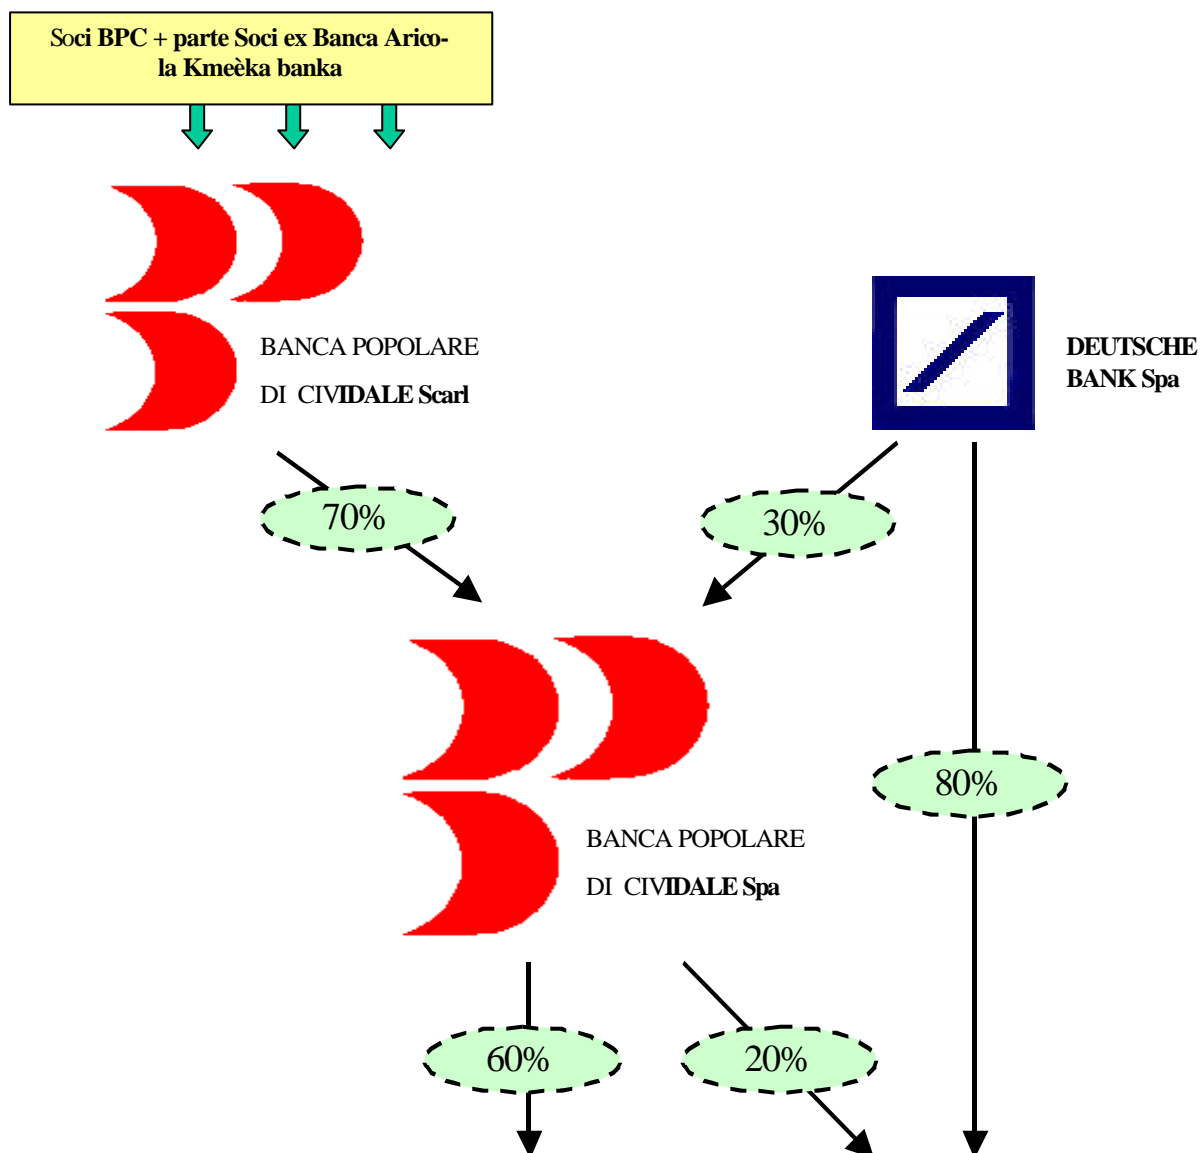 Soci BPC + parte Soci ex Banca Arico-
la Kmeèka banka
BANCA POPOLARE
DI CIVIDALE Scarl
DEUTSCHE
BANK Spa
70%
30%
80%
BANCA POPOLARE
DI CIVIDALE Spa
60%
20%